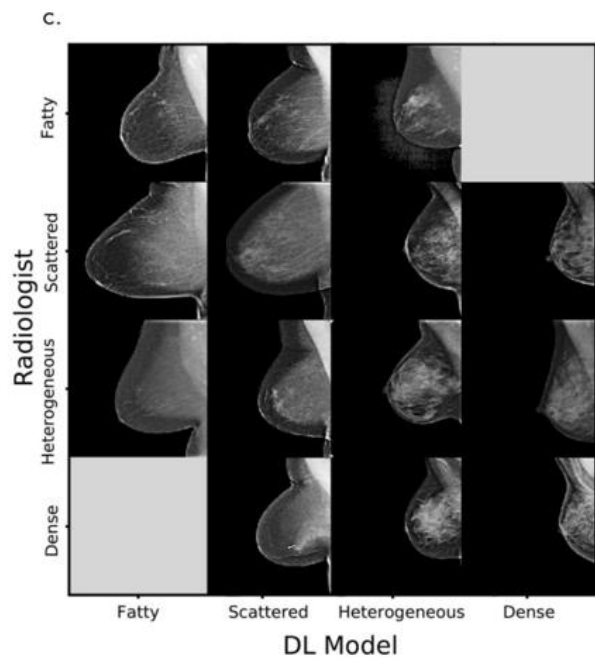 c.
Radiologist
Fatty
Scattered
Heterogeneous
Dense
Fatty Scattered Heterogeneous Dense
DL Model